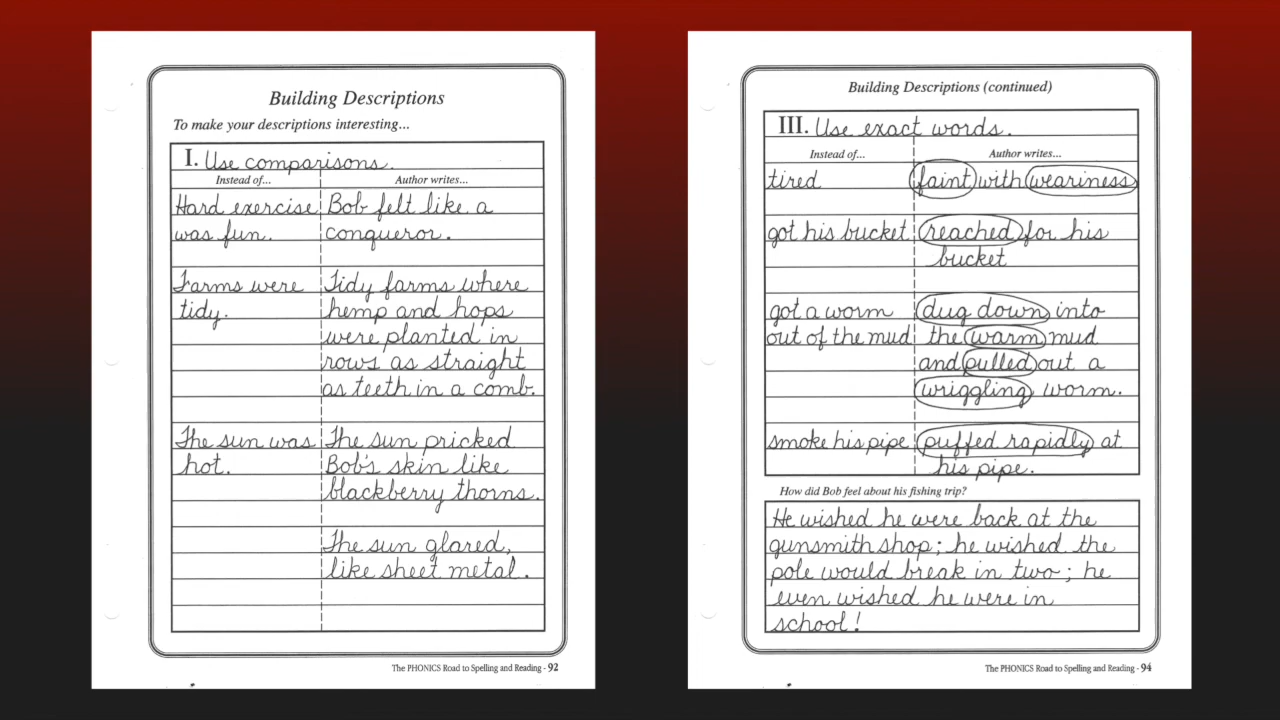 Building Descriptions
To make your descriptions interesting...
I. Use comparisons.
Instead of...
Author writes...
Hard exercise
was fun.
Bob felt like a
conqueror.
Farms were
tidy.
Tidy farms where
hemp and hops
were planted in
rows as straight
as teeth in a comb.
The sun was
hot.
The sun pricked
Bob's skin like
blackberry thorns.
The sun glared,
like sheet metal.
The PHONICS Road to Spelling and Reading - 92
Building Descriptions (continued)
III. Use exact words.
Instead of...
Author writes...
tired
faint with weariness
got his bucket
reached for his
bucket
got a worm
out of the mud
dug down into
the warm mud
and pulled out a
wriggling worm.
smoke his pipe
puffed rapidly at
his pipe.
How did Bob feel about his fishing trip?
He wished he were back at the
gunsmith shop; he wished the
pole would break in two; he
even wished he were in
school!
The PHONICS Road to Spelling and Reading - 94